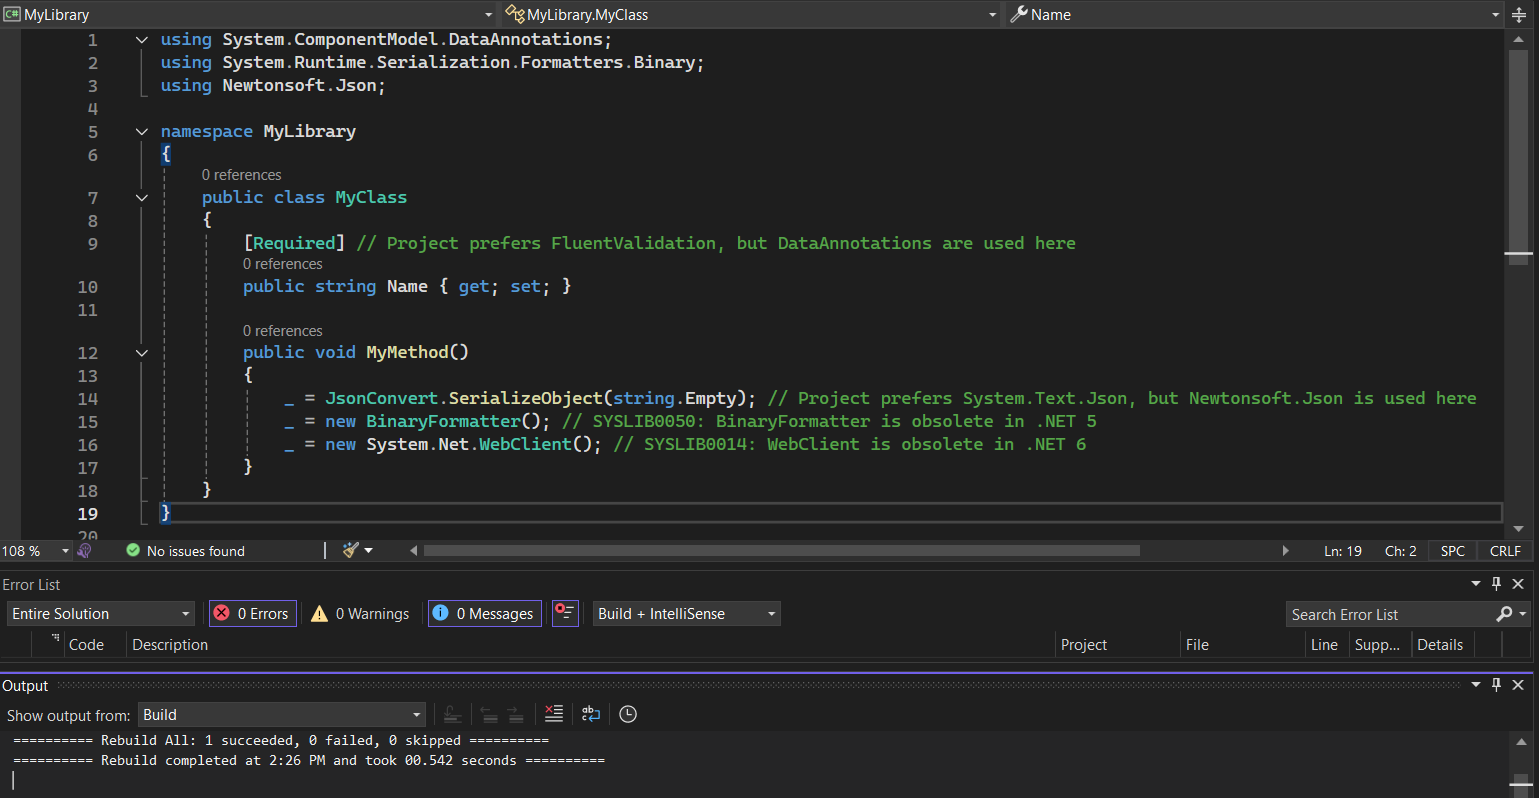 C# MyLibrary MyLibrary.MyClass Name
1 using System.ComponentModel.DataAnnotations;
2 using System.Runtime.Serialization.Formatters.Binary;
3 using Newtonsoft.Json;
4
5 namespace MyLibrary
6 {
0 references
7 public class MyClass
8 {
9 [Required] // Project prefers FluentValidation, but DataAnnotations are used here
0 references
10 public string Name { get; set; }
11
0 references
12 public void MyMethod()
13 {
14 _ = JsonConvert.SerializeObject(string.Empty); // Project prefers System.Text.Json, but Newtonsoft.Json is used here
15 _ = new BinaryFormatter(); // SYSLIB0050: BinaryFormatter is obsolete in .NET 5
16 _ = new System.Net.WebClient(); // SYSLIB0014: WebClient is obsolete in .NET 6
17 }
18 }
19 }
20
108 % No issues found Ln: 19 Ch: 2 SPC CRLF
Error List
Entire Solution 0 Errors 0 Warnings 0 Messages Build + IntelliSense Search Error List
Code Description Project File Line Supp... Details
Output
Show output from: Build
========== Rebuild All: 1 succeeded, 0 failed, 0 skipped ==========
========== Rebuild completed at 2:26 PM and took 00.542 seconds ==========